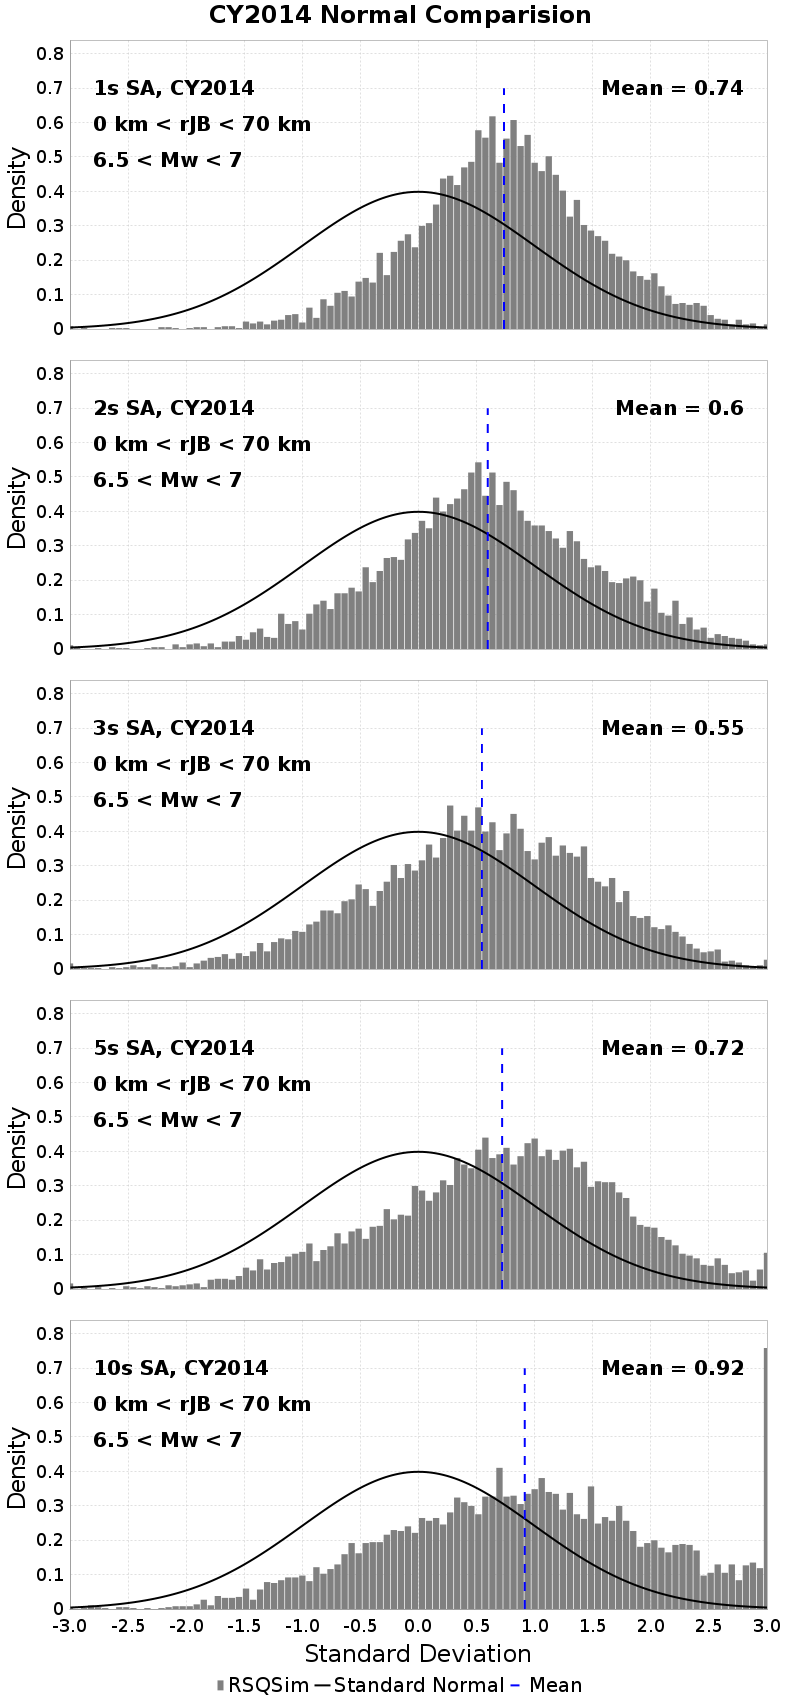 CY2014 Normal Comparision
0.8
0.7
0.6
0.5
0.4
0.3
0.2
0.1
0
Density
1s SA, CY2014
0 km < rJB < 70 km
6.5 < Mw < 7
Mean = 0.74
0.8
0.7
0.6
0.5
0.4
0.3
0.2
0.1
0
Density
2s SA, CY2014
0 km < rJB < 70 km
6.5 < Mw < 7
Mean = 0.6
0.8
0.7
0.6
0.5
0.4
0.3
0.2
0.1
0
Density
3s SA, CY2014
0 km < rJB < 70 km
6.5 < Mw < 7
Mean = 0.55
0.8
0.7
0.6
0.5
0.4
0.3
0.2
0.1
0
Density
5s SA, CY2014
0 km < rJB < 70 km
6.5 < Mw < 7
Mean = 0.72
0.8
0.7
0.6
0.5
0.4
0.3
0.2
0.1
0
Density
10s SA, CY2014
0 km < rJB < 70 km
6.5 < Mw < 7
Mean = 0.92
-3.0 -2.5 -2.0 -1.5 -1.0 -0.5 0.0 0.5 1.0 1.5 2.0 2.5 3.0
Standard Deviation
RSQSim Standard Normal Mean